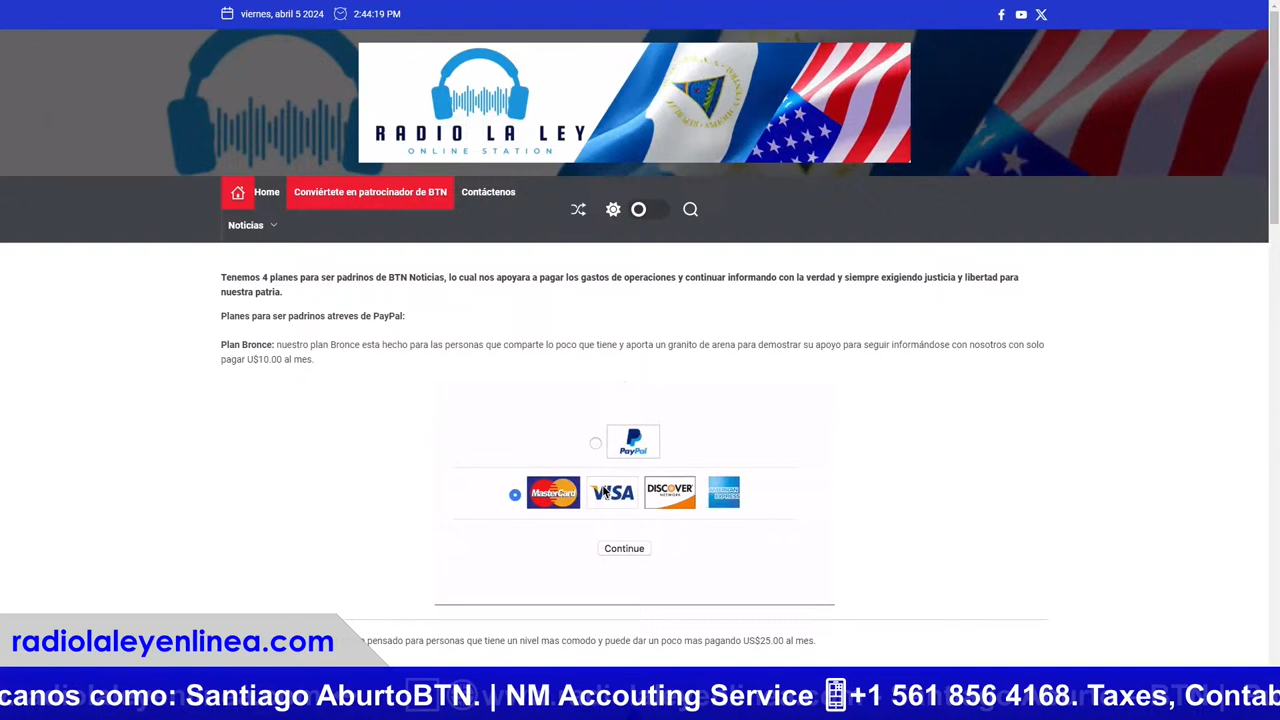 viernes, abril 5 2024 2:44:19 PM
RADIO LA LEY
ONLINE STATION
Home Conviértete en patrocinador de BTN Contáctenos
Noticias
Tenemos 4 planes para ser padrinos de BTN Noticias, lo cual nos apoyara a pagar los gastos de operaciones y continuar informando con la verdad y siempre exigiendo justicia y libertad para
nuestra patria.
Planes para ser padrinos atreves de PayPal:
Plan Bronce: nuestro plan Bronce esta hecho para las personas que comparte lo poco que tiene y aporta un granito de arena para demostrar su apoyo para seguir informándose con nosotros con solo
pagar U$10.00 al mes.
PayPal
MasterCard VISA DISCOVER NETWORK AMERICAN EXPRESS
Continue
pensado para personas que tiene un nivel mas comodo y puede dar un poco mas pagando US$25.00 al mes.
radiolaleyenlinea.com
canos como: Santiago AburtoBTN. | NM Accouting Service +1 561 856 4168. Taxes, Contab